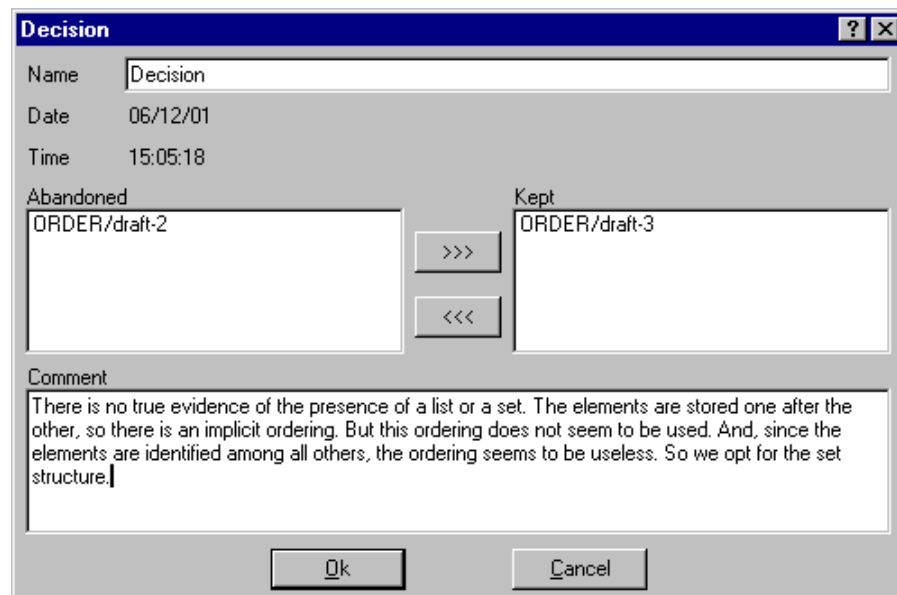 Decision
Name Decision
Date 06/12/01
Time 15:05:18
Abandoned Kept
ORDER/draft-2 ORDER/draft-3
>>>
<<<
Comment
There is no true evidence of the presence of a list or a set. The elements are stored one after the
other, so there is an implicit ordering. But this ordering does not seem to be used. And, since the
elements are identified among all others, the ordering seems to be useless. So we opt for the set
structure.
Ok Cancel